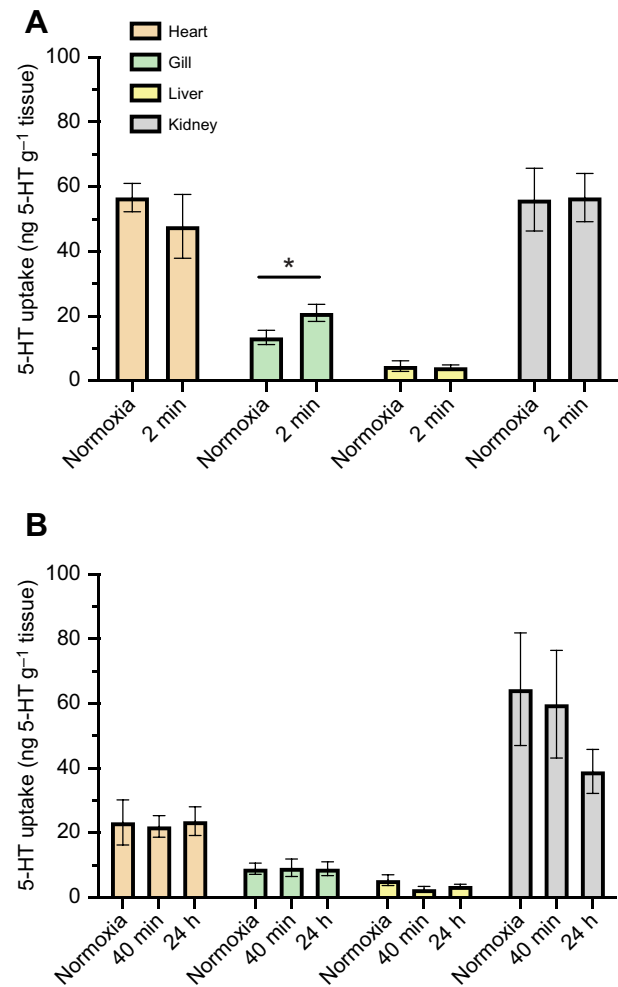 A
Heart
Gill
Liver
Kidney
5-HT uptake (ng 5-HT g⁻¹ tissue)
100
80
60
40
20
0
*
Normoxia
2 min
Normoxia
2 min
Normoxia
2 min
Normoxia
2 min
B
5-HT uptake (ng 5-HT g⁻¹ tissue)
100
80
60
40
20
0
Normoxia
40 min
24 h
Normoxia
40 min
24 h
Normoxia
40 min
24 h
Normoxia
40 min
24 h